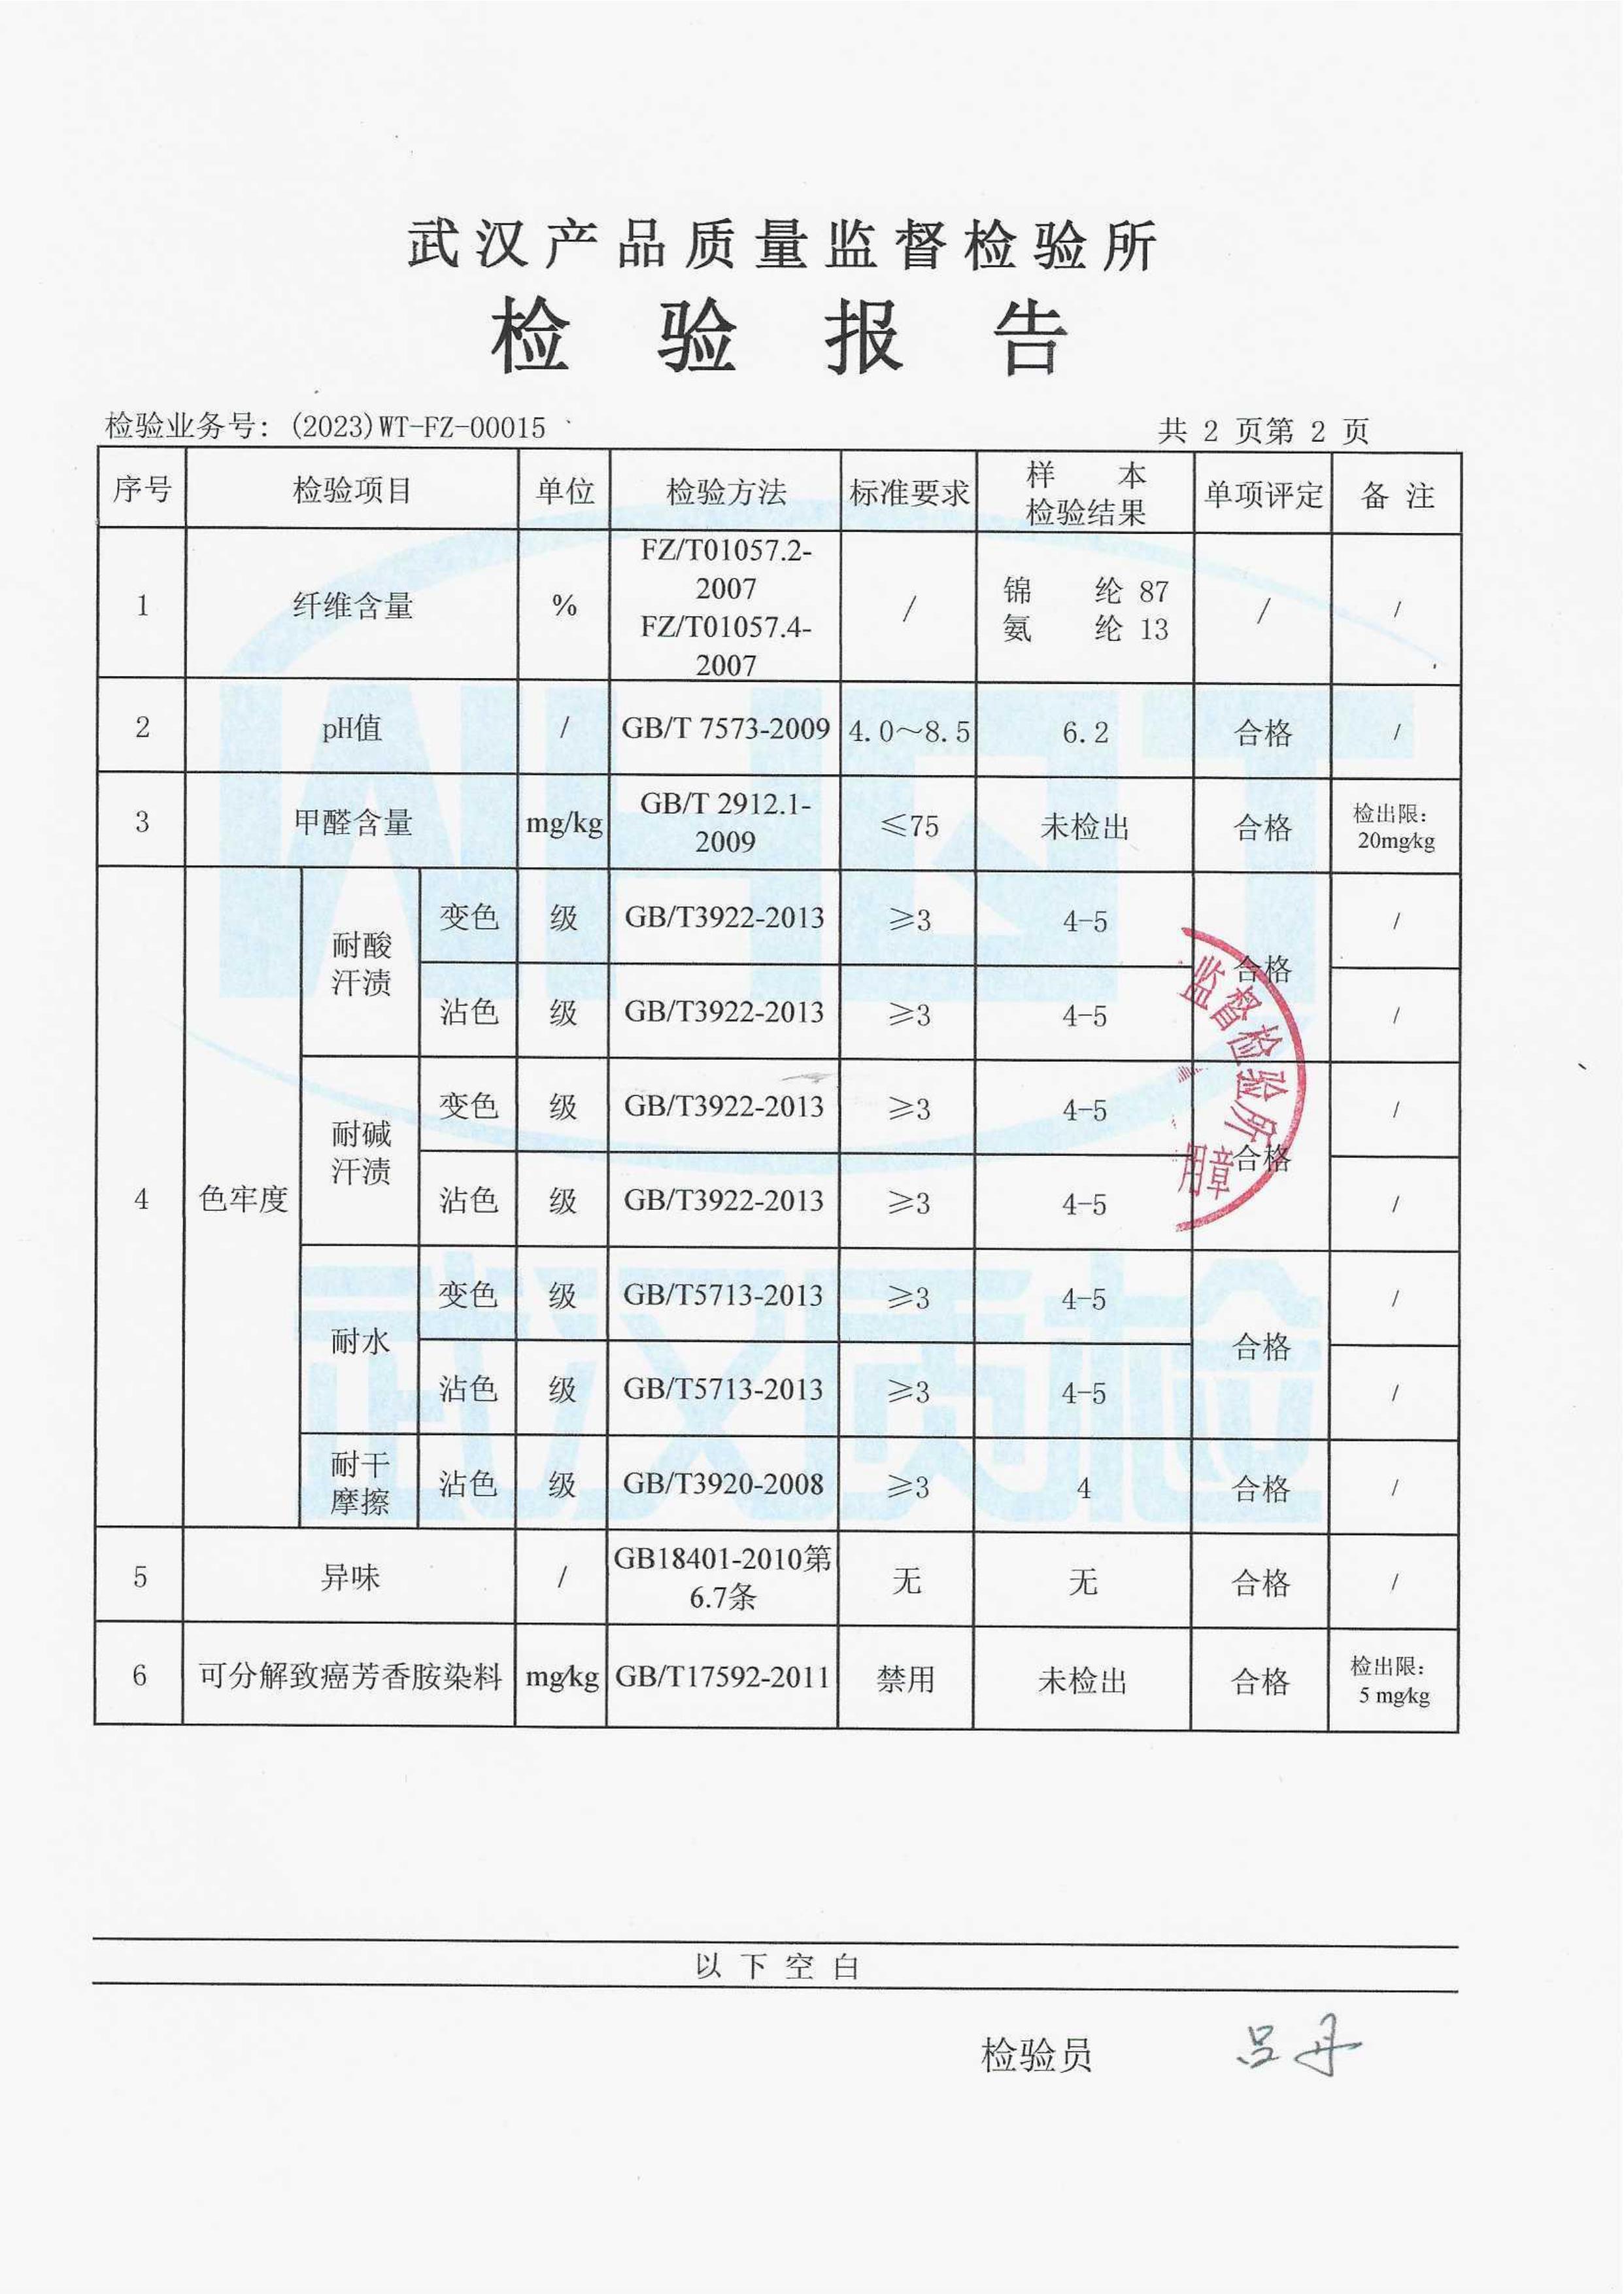 武汉产品质量监督检验所
检验报告
检验业务号：(2023)WT-FZ-00015
共 2 页第 2 页
序号 检验项目 单位 检验方法 标准要求 样本检验结果 单项评定 备注
1 纤维含量 % FZ/T01057.2-2007 FZ/T01057.4-2007 / 锦纶 87 氨纶 13 / /
2 pH值 / GB/T 7573-2009 4.0～8.5 6.2 合格 /
3 甲醛含量 mg/kg GB/T 2912.1-2009 ≤75 未检出 合格 检出限：20mg/kg
4 色牢度 耐酸汗渍 变色 级 GB/T3922-2013 ≥3 4-5 合格 /
沾色 级 GB/T3922-2013 ≥3 4-5 /
耐碱汗渍 变色 级 GB/T3922-2013 ≥3 4-5 合格 /
沾色 级 GB/T3922-2013 ≥3 4-5 /
耐水 变色 级 GB/T5713-2013 ≥3 4-5 合格 /
沾色 级 GB/T5713-2013 ≥3 4-5 /
耐干摩擦 沾色 级 GB/T3920-2008 ≥3 4 合格 /
5 异味 / GB18401-2010第6.7条 无 无 合格 /
6 可分解致癌芳香胺染料 mg/kg GB/T17592-2011 禁用 未检出 合格 检出限：5 mg/kg
监督检验所
用章
WHQT
武汉质检
以下空白
检验员 吕丹